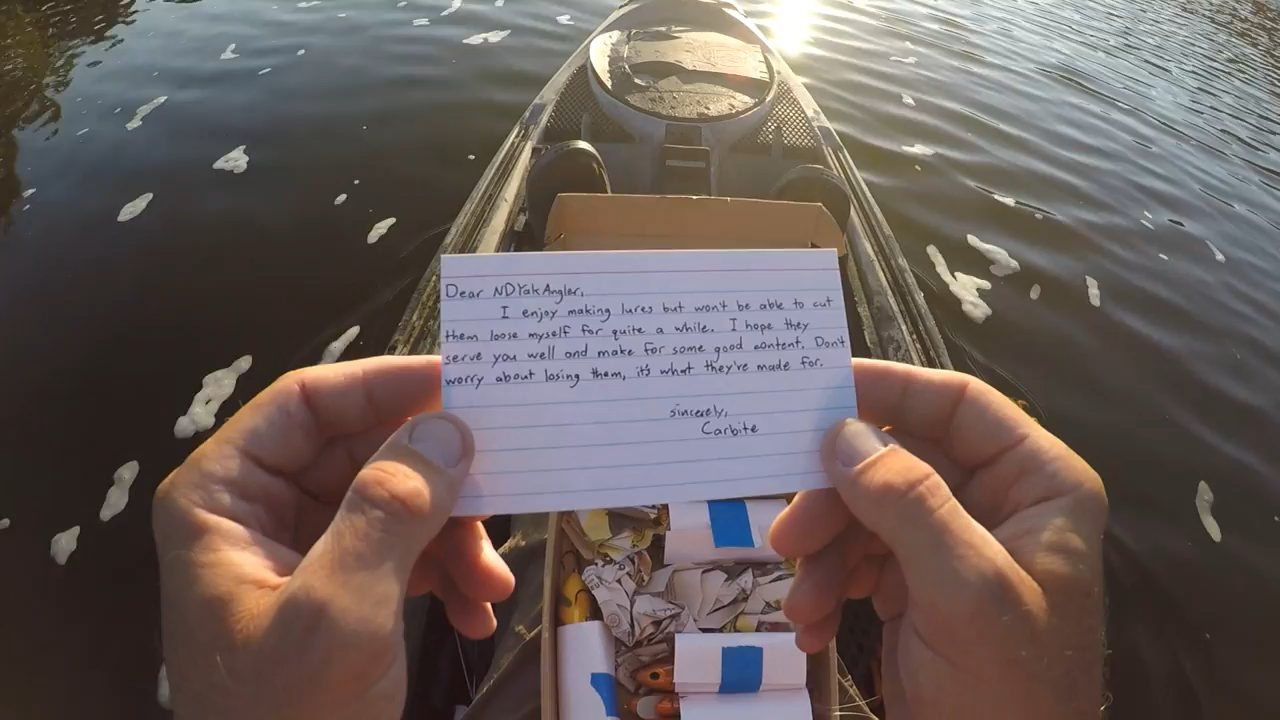 Dear NDYakAngler,
I enjoy making lures but won't be able to cut
them loose myself for quite a while. I hope they
serve you well and make for some good content. Don't
worry about losing them, it's what they've made for.
sincerely,
Carbite